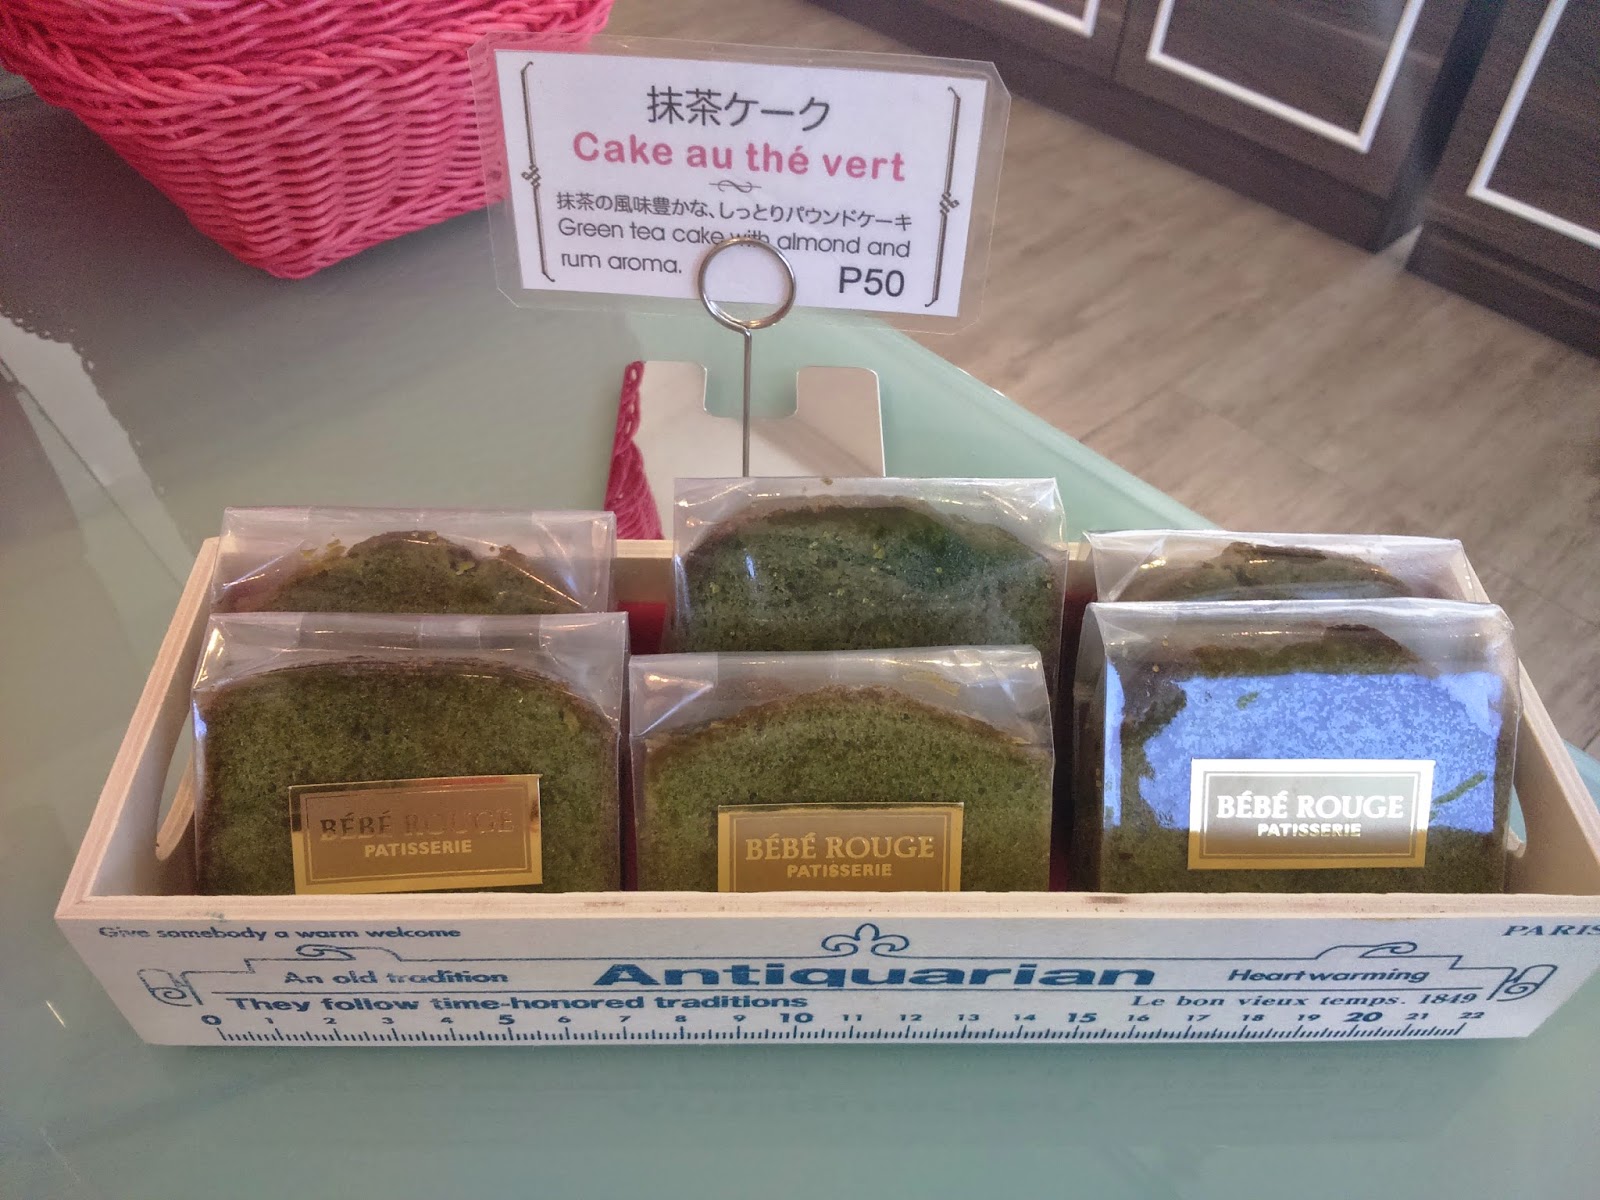 抹茶ケーク
Cake au thé vert
抹茶の風味豊かな、しっとりパウンドケーキ
Green tea cake with almond and
rum aroma.
P50
BÉBÉ ROUGE
PATISSERIE
BÉBÉ ROUGE
PATISSERIE
BÉBÉ ROUGE
PATISSERIE
Give somebody a warm welcome
PARIS
An old tradition
Antiquarian
Heartwarming
They follow time-honored traditions
Le bon vieux temps. 1849
0 1 2 3 4 5 6 7 8 9 10 11 12 13 14 15 16 17 18 19 20 21 22